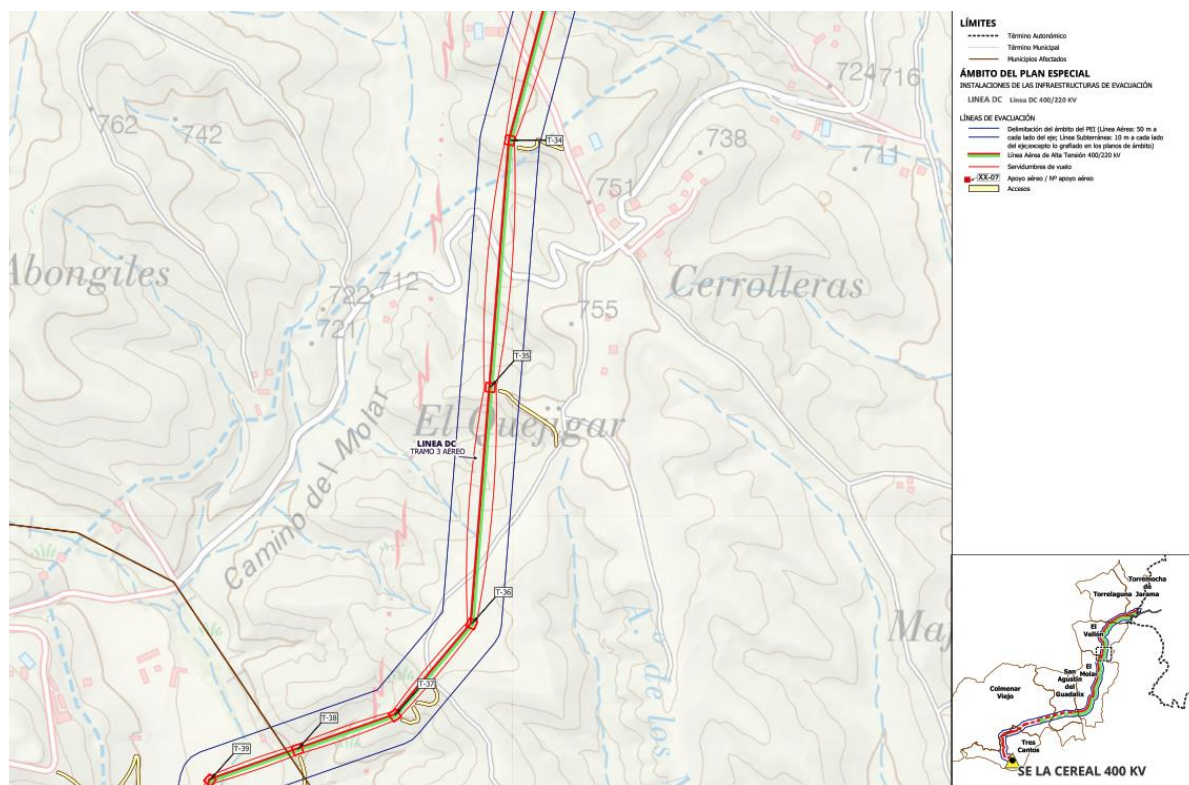 762
742
724
716
738
711
751
T-34
Abongiles
722
712
721
Cerrolleras
755
T-35
El Quejigar
LINEA DC
TRAMO 3 AEREO
Camino del Molar
T-36
T-37
T-38
T-39
A.o de los
LÍMITES
Término Autonómico
Término Municipal
Municipios Afectados
ÁMBITO DEL PLAN ESPECIAL
INSTALACIONES DE LAS INFRAESTRUCTURAS DE EVACUACIÓN
LINEA DC Línea DC 400/220 KV
LÍNEAS DE EVACUACIÓN
Delimitación del ámbito del PEI (Línea Aérea: 50 m a
cada lado del eje; Línea Subterránea: 10 m a cada lado
del eje;excepto lo grafiado en los planos de ámbito)
Línea Aérea de Alta Tensión 400/220 kV
Servidumbres de vuelo
XX-07 Apoyo aéreo / Nº apoyo aéreo
Accesos
Torremocha
de
Jarama
Torrelaguna
El
Vellón
El
Molar
San
Agustín
del
Guadalix
Colmenar
Viejo
Tres
Cantos
SE LA CEREAL 400 KV